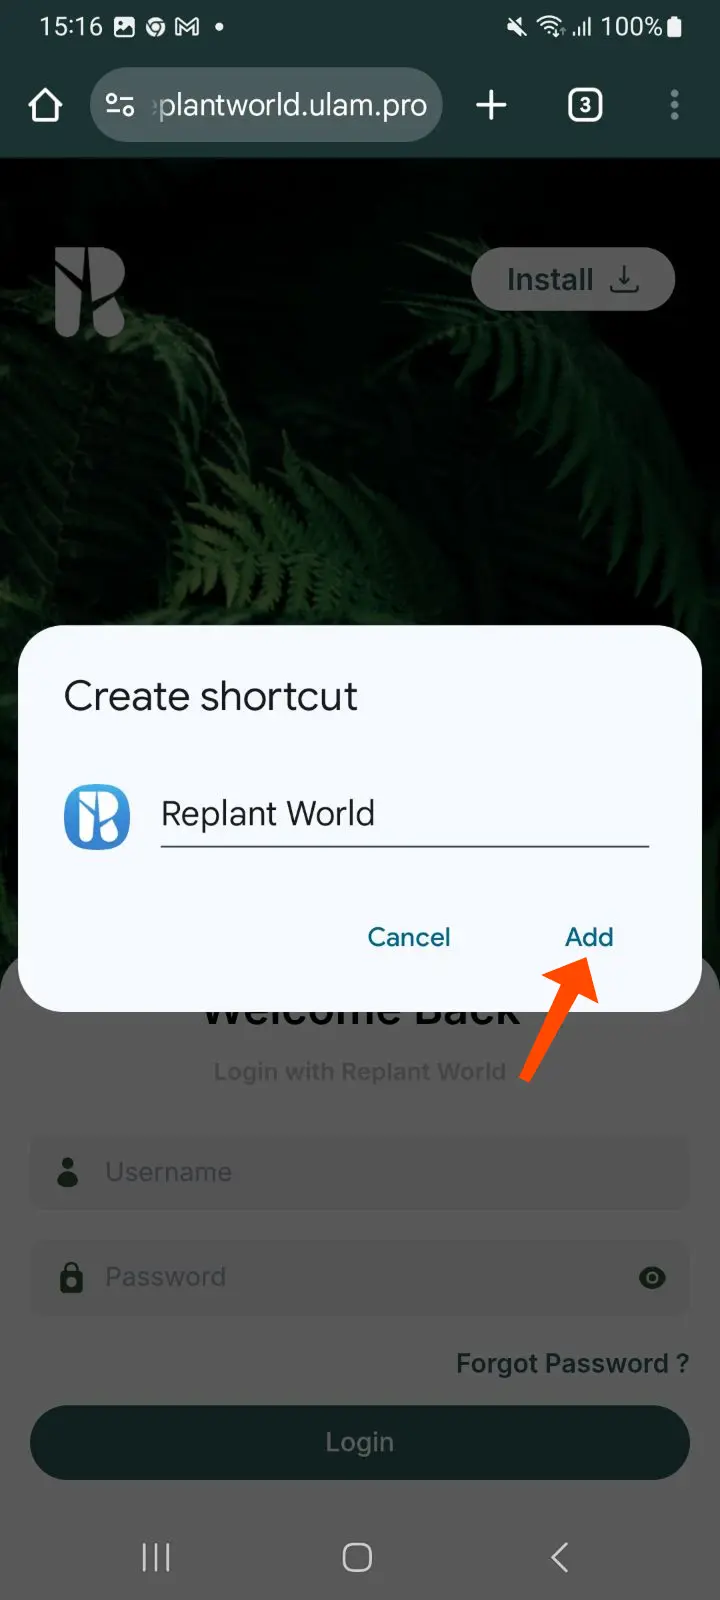 15:16
100%
plantworld.ulam.pro
3
Install
Create shortcut
Replant World
Cancel
Add
Welcome Back
Login with Replant World
Username
Password
Forgot Password ?
Login